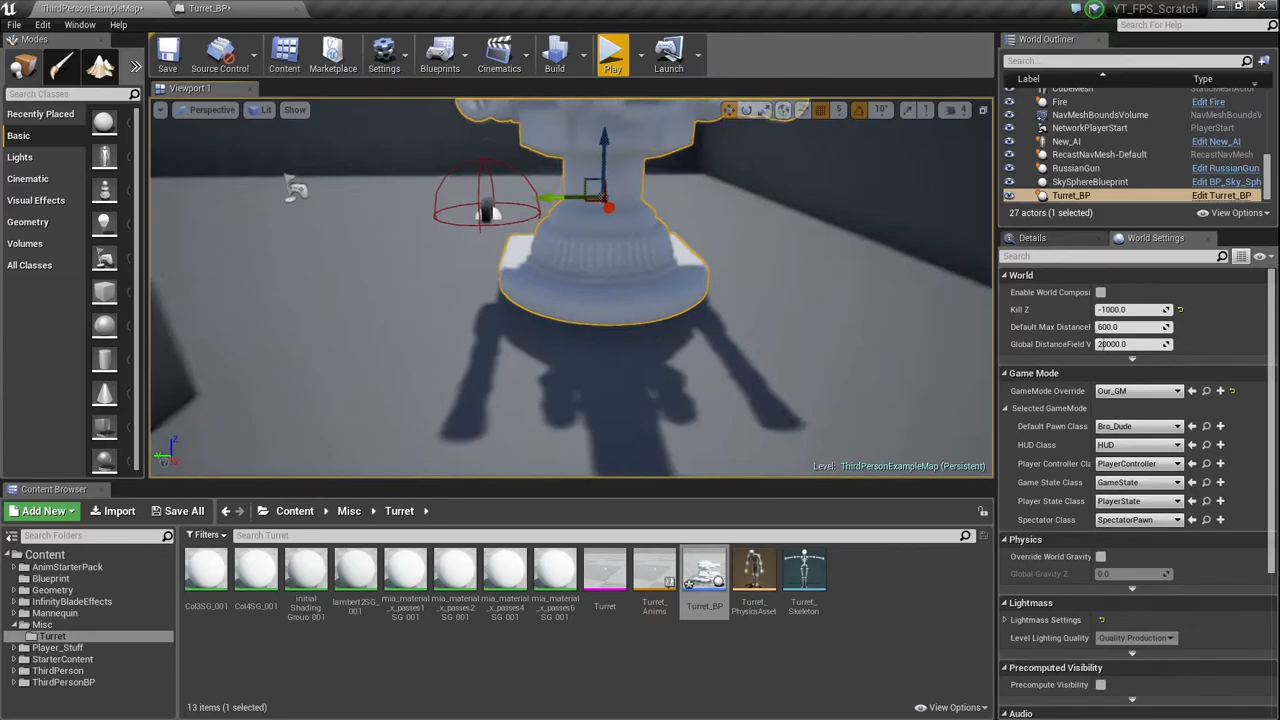 ThirdPersonExampleMap*
Turret_BP*
YT_FPS_Scratch
File
Edit
Window
Help
Search For Help
Modes
Search Classes
Recently Placed
Basic
Lights
Cinematic
Visual Effects
Geometry
Volumes
All Classes
Save
Source Control
Content
Marketplace
Settings
Blueprints
Cinematics
Build
Play
Launch
Viewport 1
Perspective
Lit
Show
5
10°
1
4
Level: ThirdPersonExampleMap (Persistent)
World Outliner
Search...
Label
Type
CubeMesh
StaticMeshActor
Fire
Edit Fire
NavMeshBoundsVolume
NavMeshBoundsV
NetworkPlayerStart
PlayerStart
New_AI
Edit New_AI
RecastNavMesh-Default
RecastNavMesh
RussianGun
Edit RussianGun
SkySphereBlueprint
Edit BP_Sky_Sph
Turret_BP
Edit Turret_BP
27 actors (1 selected)
View Options
Details
World Settings
Search
World
Enable World Composi
Kill Z
-1000.0
Default Max Distancel
600.0
Global DistanceField V
20000.0
Game Mode
GameMode Override
Our_GM
Selected GameMode
Default Pawn Class
Bro_Dude
HUD Class
HUD
Player Controller Cla
PlayerController
Game State Class
GameState
Player State Class
PlayerState
Spectator Class
SpectatorPawn
Physics
Override World Gravity
Global Gravity Z
0.0
Lightmass
Lightmass Settings
Level Lighting Quality
Quality Production
Precomputed Visibility
Precompute Visibility
Audio
Content Browser
Add New
Import
Save All
Content
Misc
Turret
Search Folders
Filters
Search Turret
Content
AnimStarterPack
Blueprint
Geometry
InfinityBladeEffects
Mannequin
Misc
Turret
Player_Stuff
StarterContent
ThirdPerson
ThirdPersonBP
Col3SG_001
Col4SG_001
initial
Shading
Group 001
lambert2SG_
001
mia_material
_x_passes1
SG_001
mia_material
_x_passes2
SG 001
mia_material
_x_passes4
SG 001
mia_material
_x_passes6
SG 001
Turret
Turret_
Anims
Turret_BP
Turret_
PhysicsAsset
Turret_
Skeleton
13 items (1 selected)
View Options